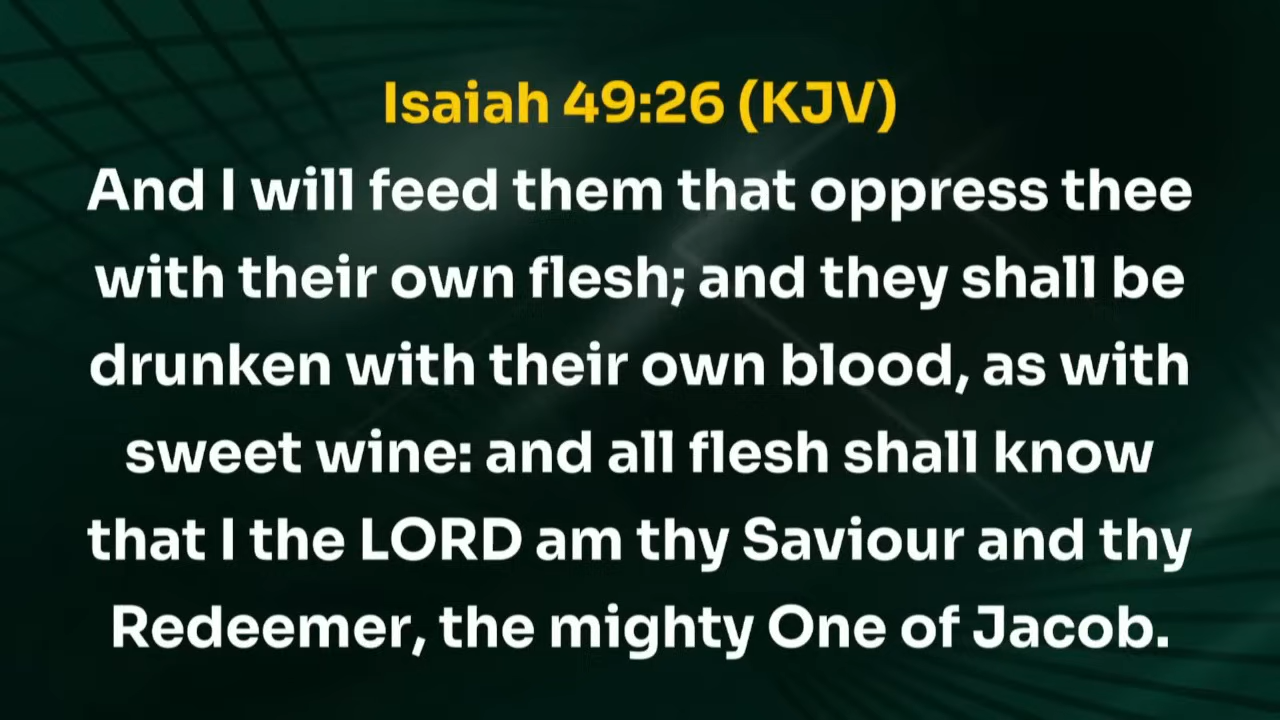 Isaiah 49:26 (KJV)
And I will feed them that oppress thee
with their own flesh; and they shall be
drunken with their own blood, as with
sweet wine: and all flesh shall know
that I the LORD am thy Saviour and thy
Redeemer, the mighty One of Jacob.